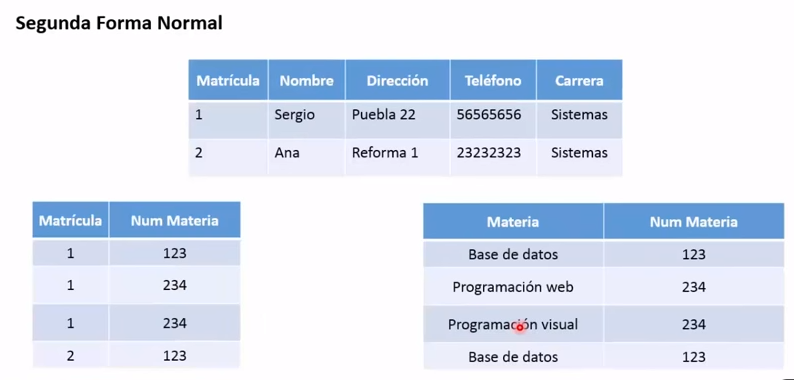 Segunda Forma Normal
Matrícula Nombre Dirección Teléfono Carrera
1 Sergio Puebla 22 56565656 Sistemas
2 Ana Reforma 1 23232323 Sistemas
Matrícula Num Materia
1 123
1 234
1 234
2 123
Materia Num Materia
Base de datos 123
Programación web 234
Programación visual 234
Base de datos 123